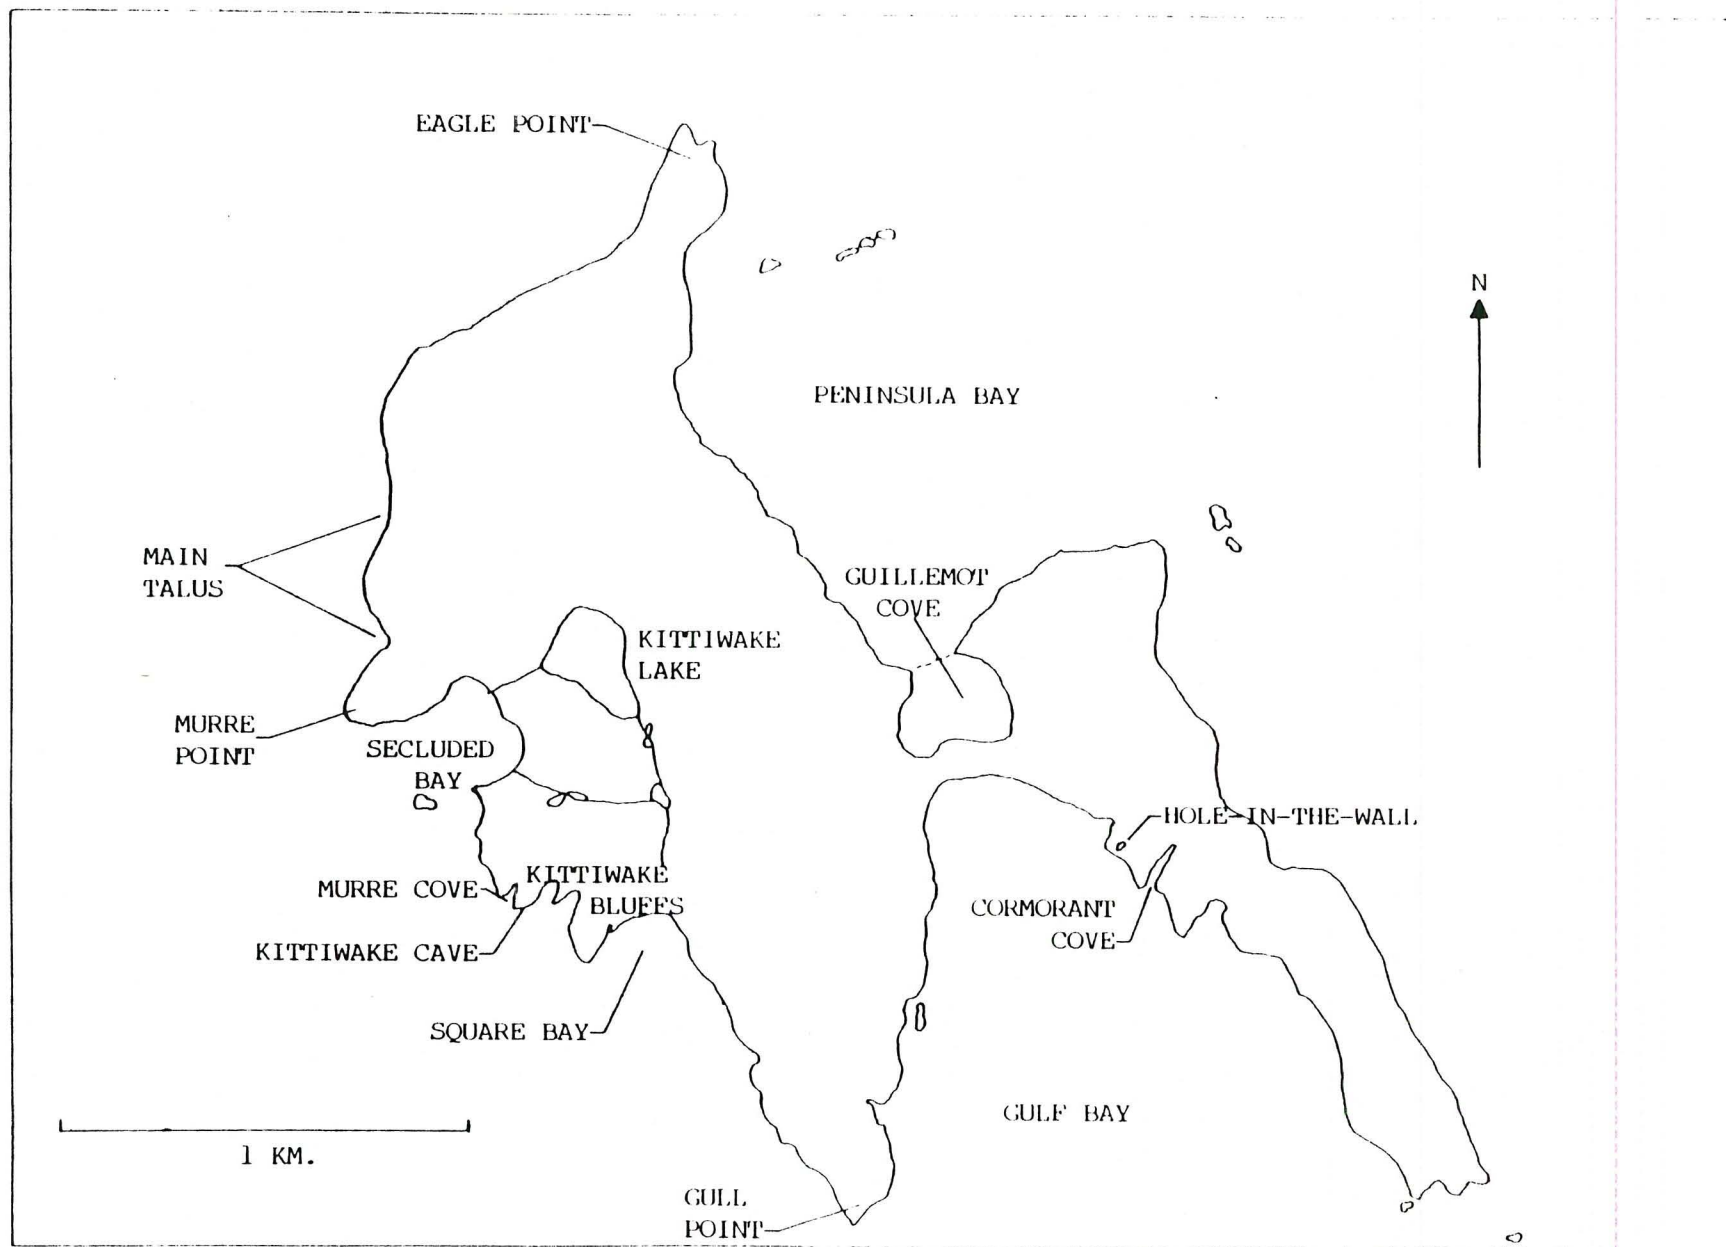 EAGLE POINT
N
PENINSULA BAY
MAIN
TALUS
GUILLEMOT
COVE
KITTIWAKE
LAKE
MURRE
POINT
SECLUDED
BAY
HOLE-IN-THE-WALL
KITTIWAKE
BLUFFS
MURRE COVE
CORMORANT
COVE
KITTIWAKE CAVE
SQUARE BAY
GULF BAY
1 KM.
GULL
POINT